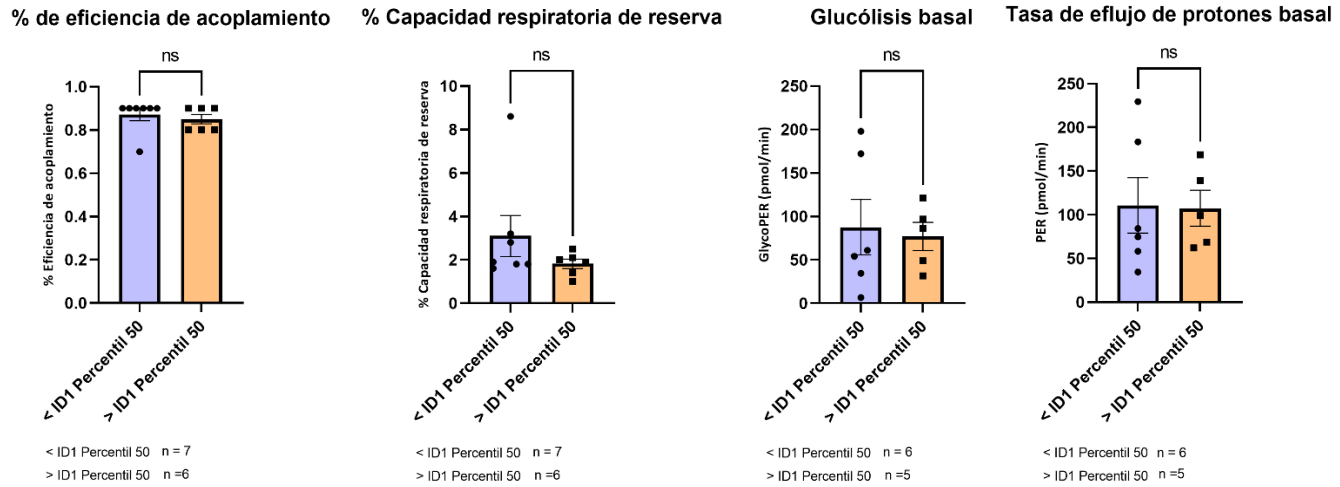 % de eficiencia de acoplamiento
ns
% Eficiencia de acoplamiento
1.0
0.8
0.6
0.4
0.2
0.0
< ID1 Percentil 50
> ID1 Percentil 50
< ID1 Percentil 50 n = 7
> ID1 Percentil 50 n =6
% Capacidad respiratoria de reserva
ns
% Capacidad respiratoria de reserva
10
8
6
4
2
0
< ID1 Percentil 50
> ID1 Percentil 50
< ID1 Percentil 50 n = 7
> ID1 Percentil 50 n =6
Glucólisis basal
ns
GlycoPER (pmol/min)
250
200
150
100
50
0
< ID1 Percentil 50
> ID1 Percentil 50
< ID1 Percentil 50 n = 6
> ID1 Percentil 50 n =5
Tasa de eflujo de protones basal
ns
PER (pmol/min)
250
200
150
100
50
0
< ID1 Percentil 50
> ID1 Percentil 50
< ID1 Percentil 50 n = 6
> ID1 Percentil 50 n =5